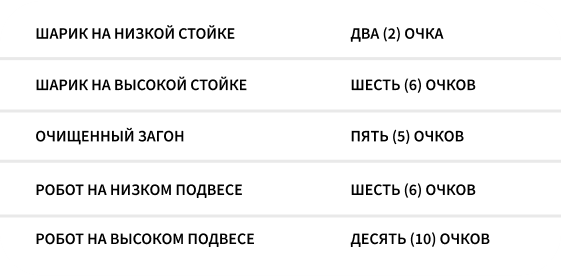 ШАРИК НА НИЗКОЙ СТОЙКЕ ДВА (2) ОЧКА
ШАРИК НА ВЫСОКОЙ СТОЙКЕ ШЕСТЬ (6) ОЧКОВ
ОЧИЩЕННЫЙ ЗАГОН ПЯТЬ (5) ОЧКОВ
РОБОТ НА НИЗКОМ ПОДВЕСЕ ШЕСТЬ (6) ОЧКОВ
РОБОТ НА ВЫСОКОМ ПОДВЕСЕ ДЕСЯТЬ (10) ОЧКОВ